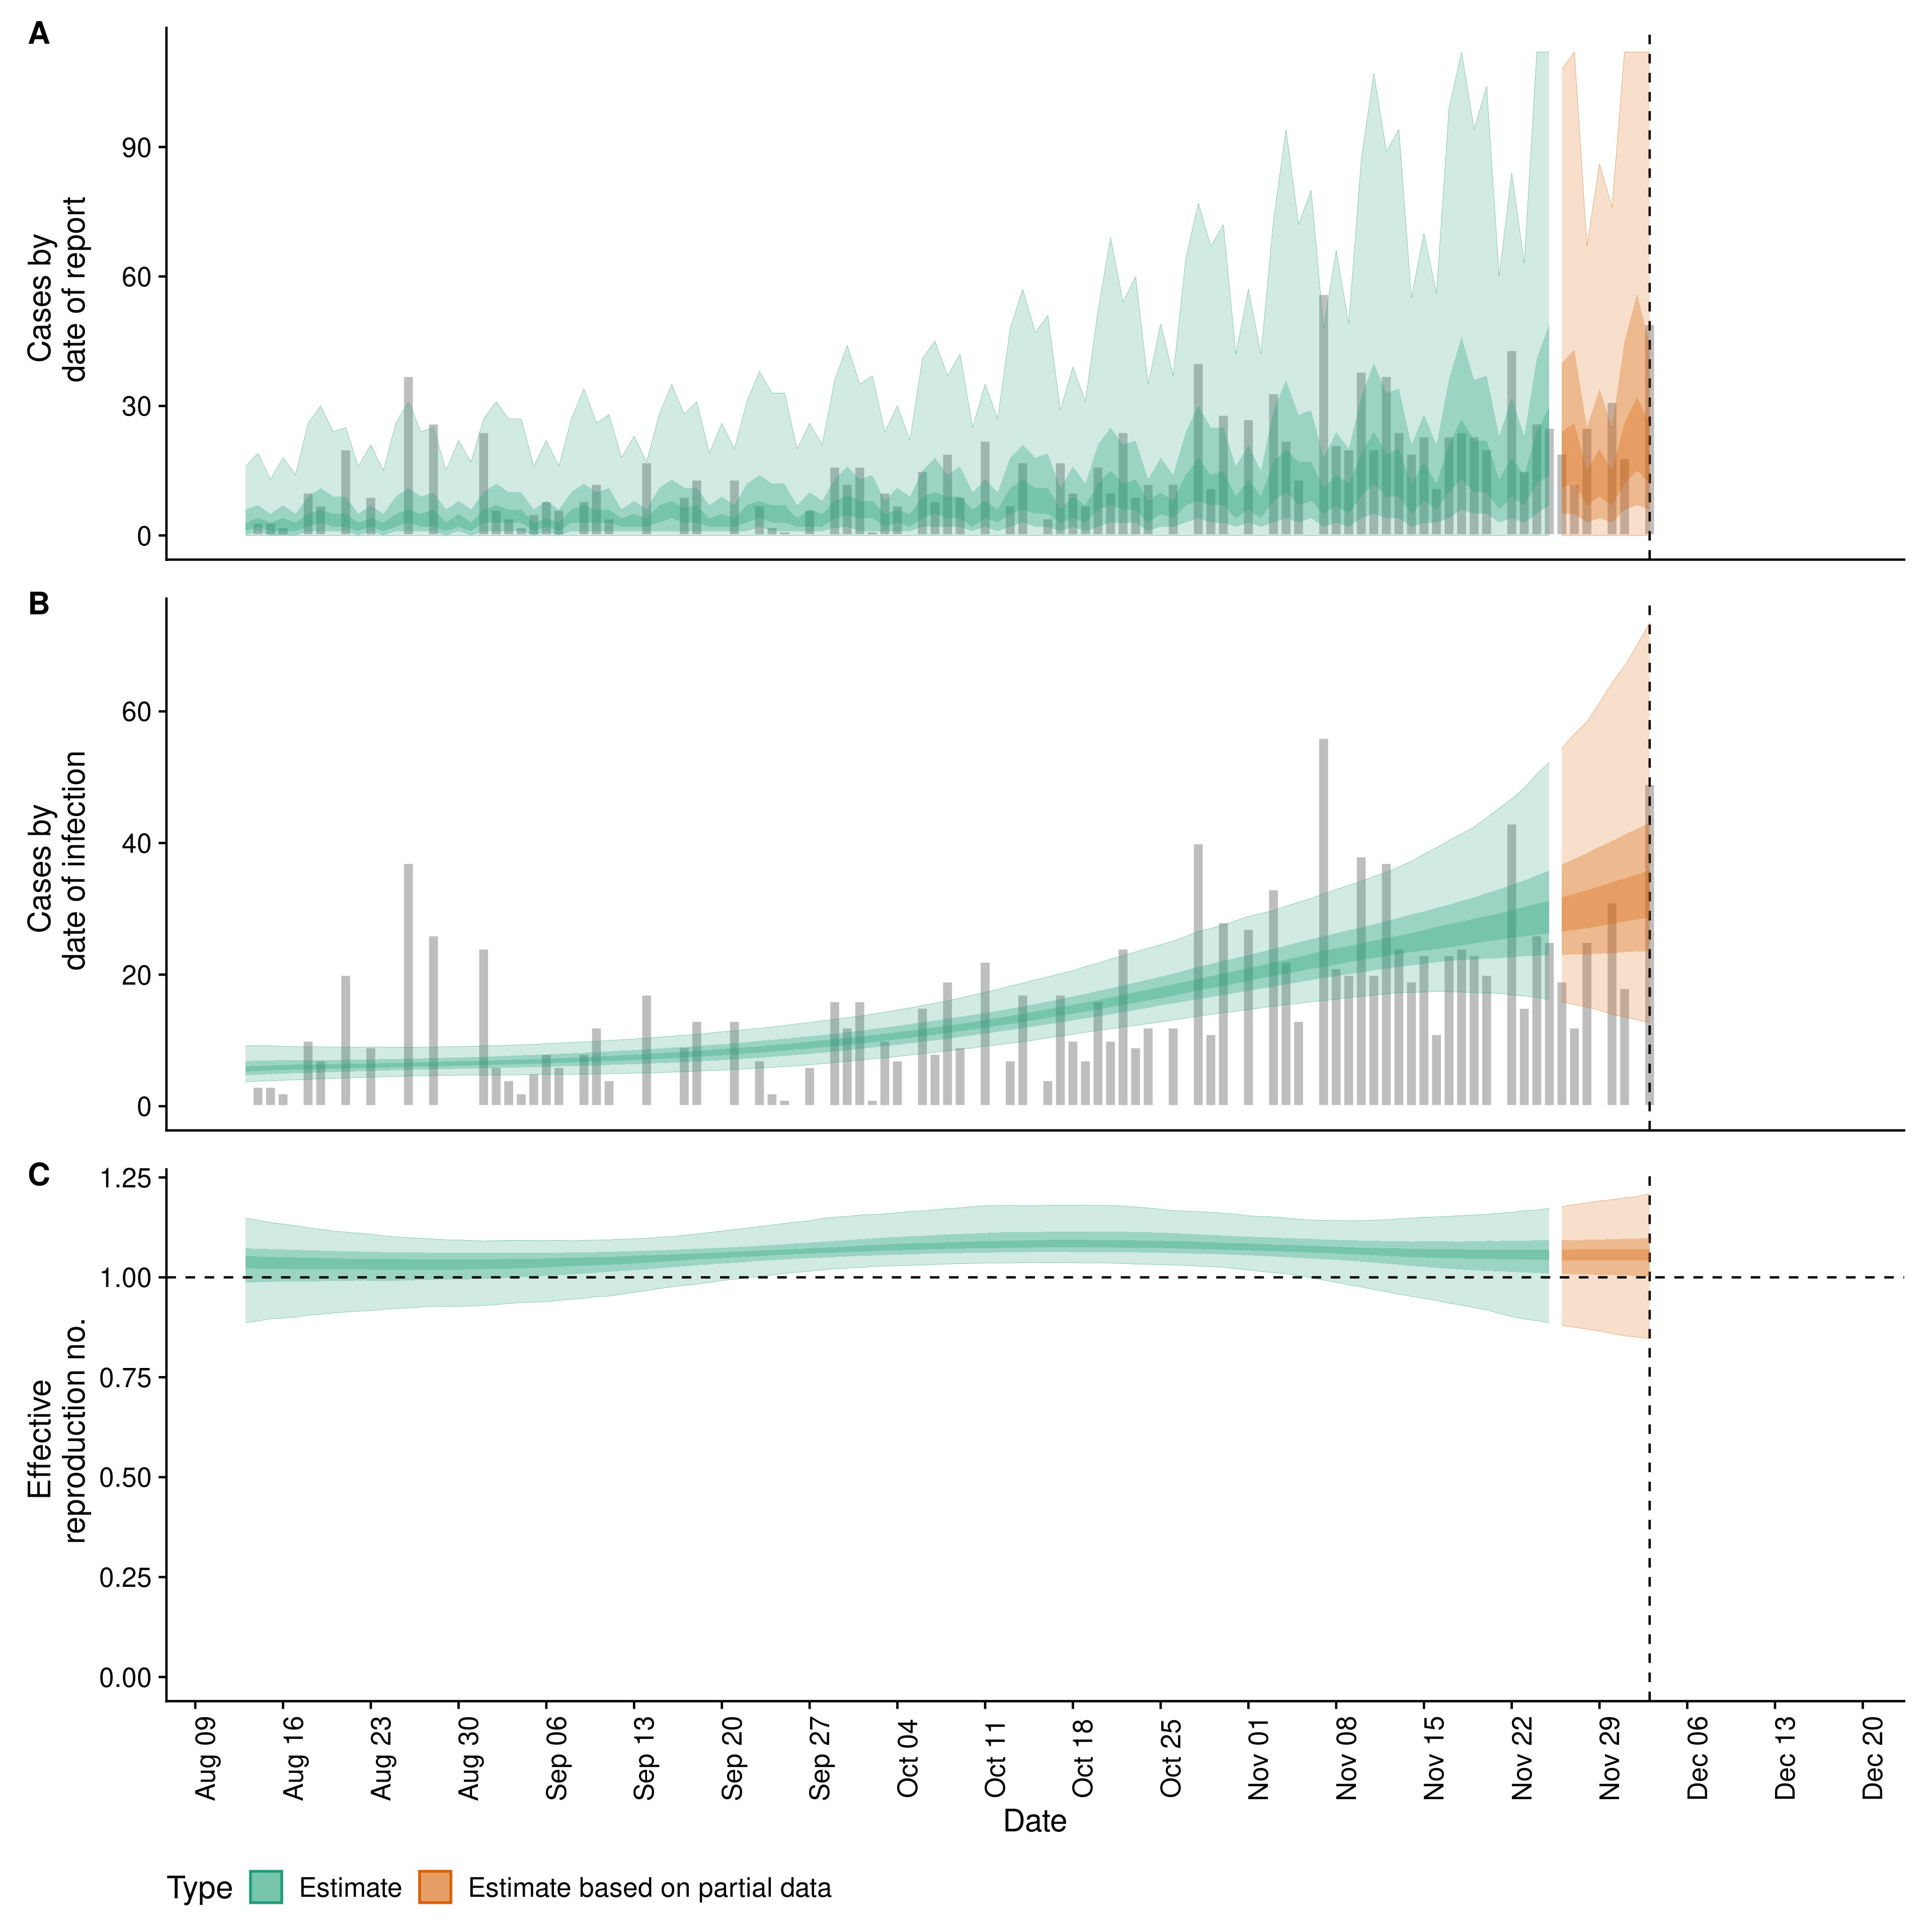 A
Cases by
date of report
90
60
30
0
B
Cases by
date of infection
60
40
20
0
C
Effective
reproduction no.
1.25
1.00
0.75
0.50
0.25
0.00
Aug 09
Aug 16
Aug 23
Aug 30
Sep 06
Sep 13
Sep 20
Sep 27
Oct 04
Oct 11
Oct 18
Oct 25
Nov 01
Nov 08
Nov 15
Nov 22
Nov 29
Dec 06
Dec 13
Dec 20
Date
Type Estimate Estimate based on partial data